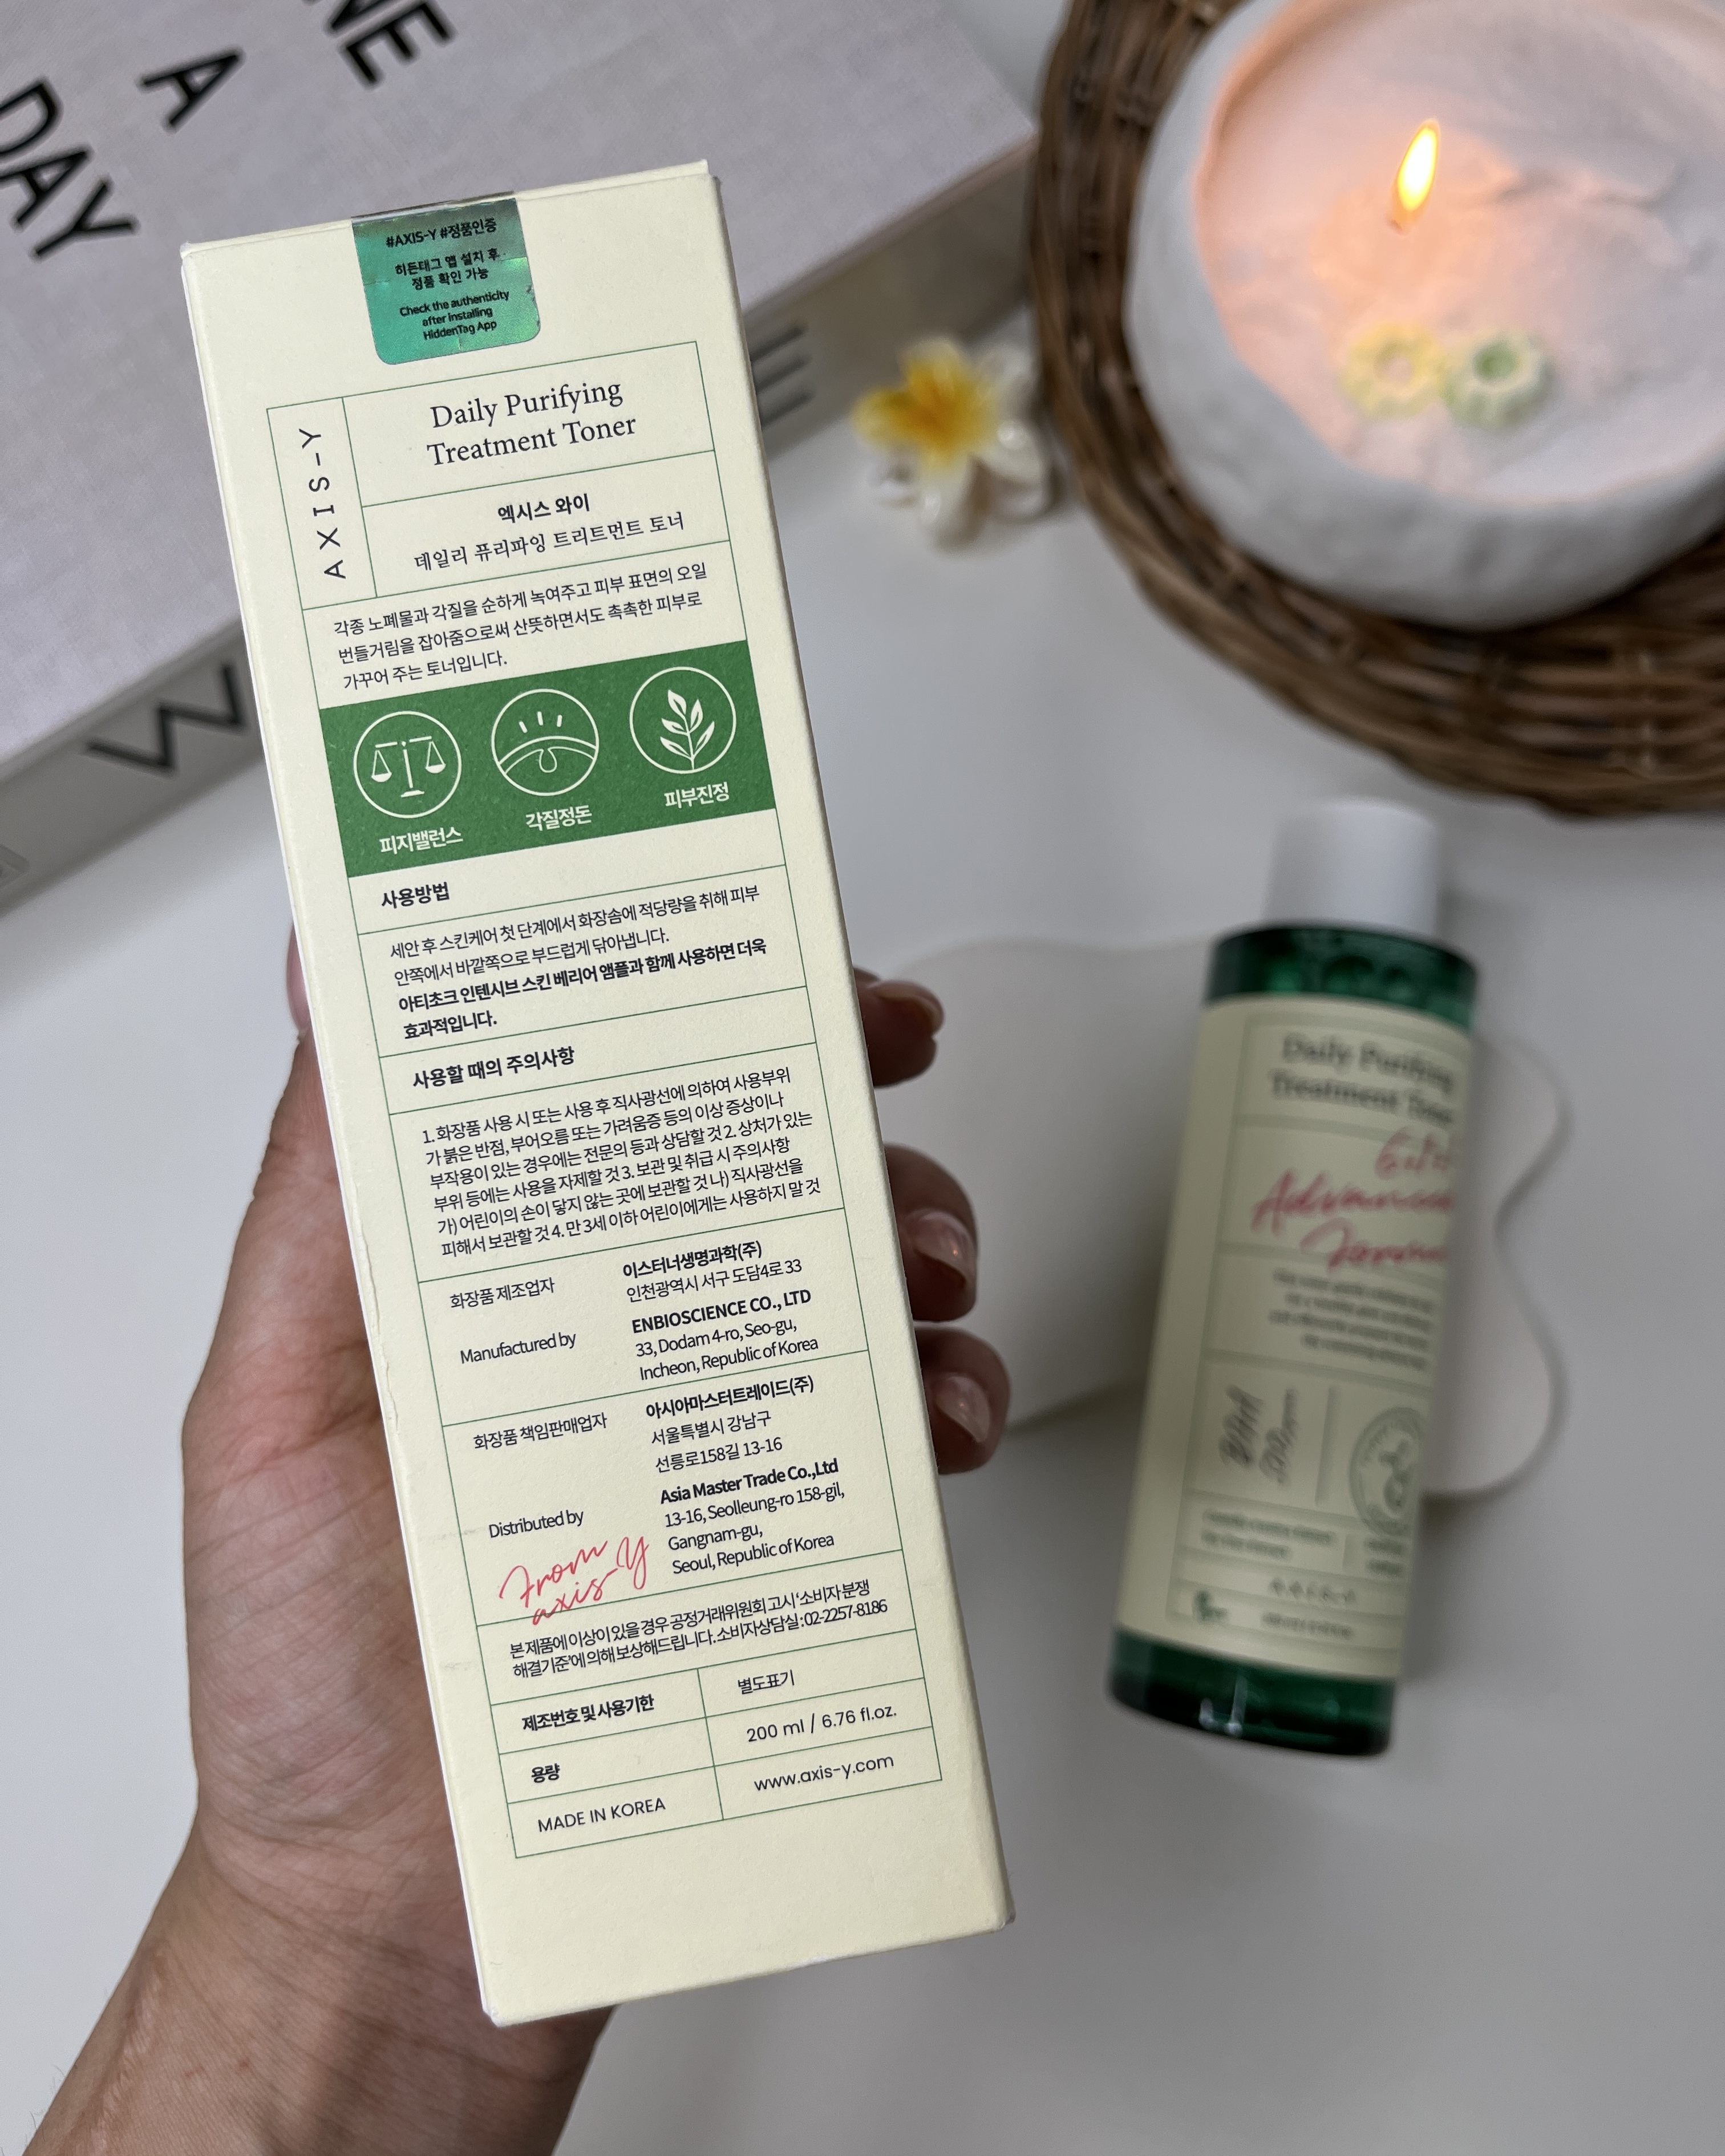 ONE
A
DAY
W
E
#AXIS-Y #정품인증
히든태그 앱 설치 후
정품 확인 가능
Check the authenticity
after installing
HiddenTag App
AXIS-Y
Daily Purifying
Treatment Toner
엑시스 와이
데일리 퓨리파잉 트리트먼트 토너
각종 노폐물과 각질을 순하게 녹여주고 피부 표면의 오일
번들거림을 잡아줌으로써 산뜻하면서도 촉촉한 피부로
가꾸어 주는 토너입니다.
피지밸런스
각질정돈
피부진정
사용방법
세안 후 스킨케어 첫 단계에서 화장솜에 적당량을 취해 피부
안쪽에서 바깥쪽으로 부드럽게 닦아냅니다.
아티초크 인텐시브 스킨 베리어 앰플과 함께 사용하면 더욱
효과적입니다.
사용할 때의 주의사항
1. 화장품 사용 시 또는 사용 후 직사광선에 의하여 사용부위
가 붉은 반점, 부어오름 또는 가려움증 등의 이상 증상이나
부작용이 있는 경우에는 전문의 등과 상담할 것 2. 상처가 있는
부위 등에는 사용을 자제할 것 3. 보관 및 취급 시 주의사항
가) 어린이의 손이 닿지 않는 곳에 보관할 것 나) 직사광선을
피해서 보관할 것 4. 만 3세 이하 어린이에게는 사용하지 말 것
화장품 제조업자
이스터너생명과학(주)
인천광역시 서구 도담4로 33
Manufactured by
ENBIOSCIENCE CO., LTD
33, Dodam 4-ro, Seo-gu,
Incheon, Republic of Korea
화장품 책임판매업자
아시아마스터트레이드(주)
서울특별시 강남구
선릉로158길 13-16
Distributed by
Asia Master Trade Co.,Ltd
13-16, Seolleung-ro 158-gil,
Gangnam-gu,
Seoul, Republic of Korea
From
axis-Y
본 제품에 이상이 있을 경우 공정거래위원회 고시 '소비자 분쟁
해결기준'에 의해 보상해드립니다. 소비자상담실 : 02-2257-8186
제조번호 및 사용기한
별도표기
용량
200 ml / 6.76 fl.oz.
MADE IN KOREA
www.axis-y.com
Daily Purifying
Treatment Toner